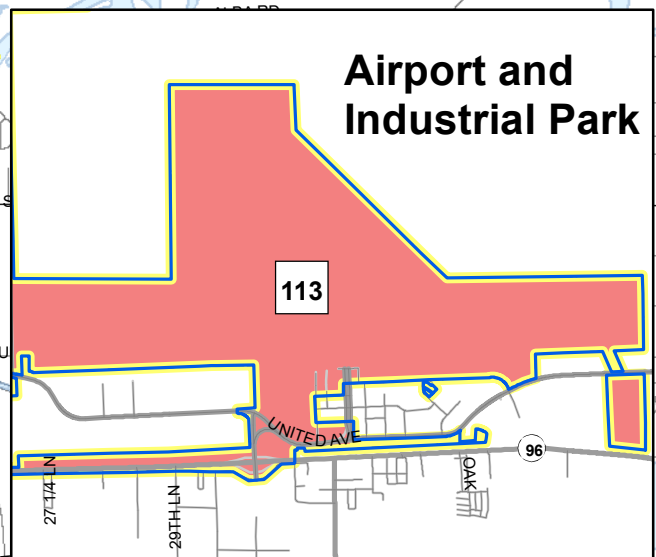 Airport and
Industrial Park
113
UNITED AVE
96
27 1/4 LN
29TH LN
OAK